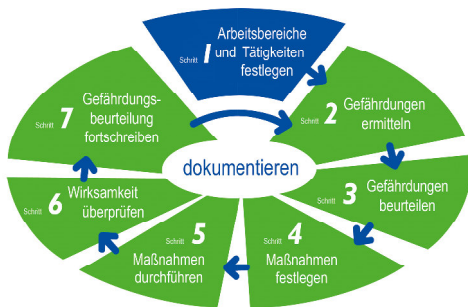 Schritt 1 Arbeitsbereiche
und Tätigkeiten
festlegen
Schritt 2 Gefährdungen
ermitteln
Schritt 3 Gefährdungen
beurteilen
Schritt 4
Maßnahmen
festlegen
Schritt 5
Maßnahmen
durchführen
Schritt 6 Wirksamkeit
überprüfen
Schritt 7 Gefährdungs-
beurteilung
fortschreiben
dokumentieren